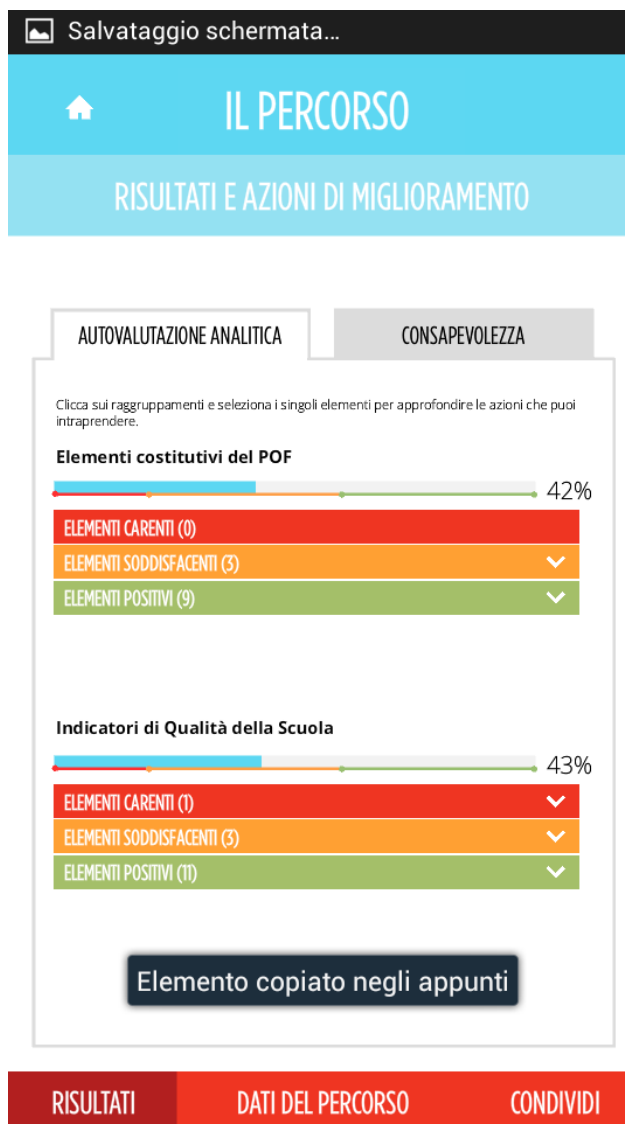 Salvataggio schermata...
IL PERCORSO
RISULTATI E AZIONI DI MIGLIORAMENTO
AUTOVALUTAZIONE ANALITICA
CONSAPEVOLEZZA
Clicca sui raggruppamenti e seleziona i singoli elementi per approfondire le azioni che puoi
intraprendere.
Elementi costitutivi del POF
42%
ELEMENTI CARENTI (0)
ELEMENTI SODDISFACENTI (3)
ELEMENTI POSITIVI (9)
Indicatori di Qualità della Scuola
43%
ELEMENTI CARENTI (1)
ELEMENTI SODDISFACENTI (3)
ELEMENTI POSITIVI (11)
Elemento copiato negli appunti
RISULTATI
DATI DEL PERCORSO
CONDIVIDI